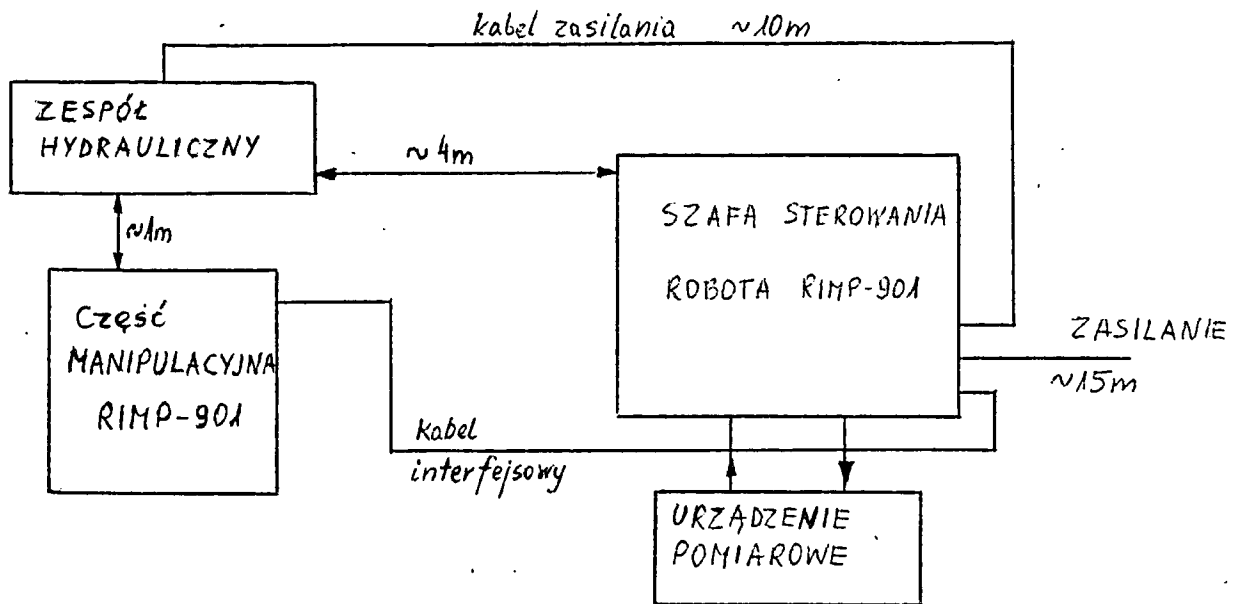 kabel zasilania ~10m
ZESPÓŁ
HYDRAULICZNY
~4m
~1m
SZAFA STEROWANIA
ROBOTA RIMP-901
Część
MANIPULACYJNA
RIMP-901
ZASILANIE
~15m
kabel
interfejsowy
URZĄDZENIE
POMIAROWE